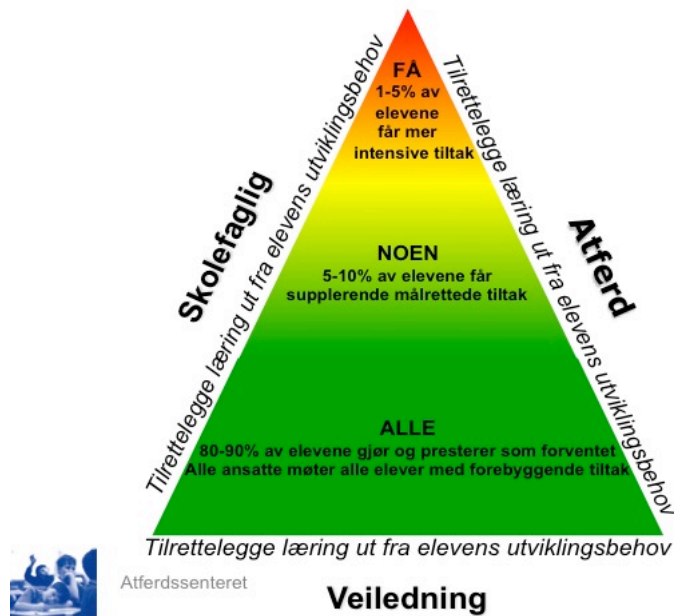 FÅ
1-5% av
elevene
får mer
intensive tiltak
Tilrettelegge læring ut fra elevens utviklingsbehov
Tilrettelegge læring ut fra elevens utviklingsbehov
Skolefaglig
Atferd
NOEN
5-10% av elevene får
supplerende målrettede tiltak
ALLE
80-90% av elevene gjør og presterer som forventet
Alle ansatte møter alle elever med forebyggende tiltak
Tilrettelegge læring ut fra elevens utviklingsbehov
Atferdssenteret
Veiledning